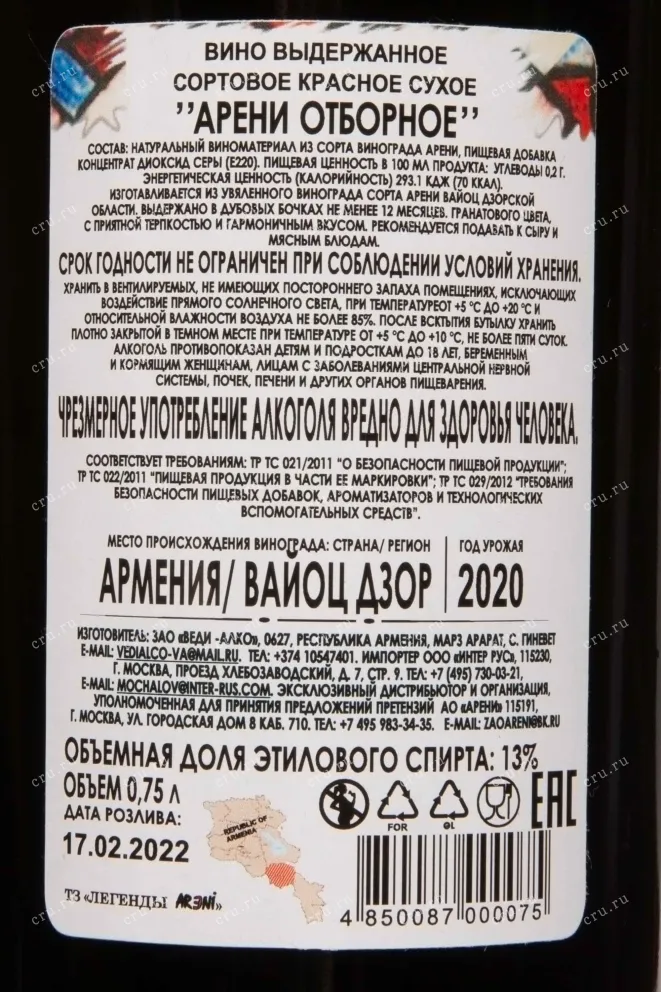 ВИНО ВЫДЕРЖАННОЕ
СОРТОВОЕ КРАСНОЕ СУХОЕ
’’АРЕНИ ОТБОРНОЕ’’
СОСТАВ: НАТУРАЛЬНЫЙ ВИНОМАТЕРИАЛ ИЗ СОРТА ВИНОГРАДА АРЕНИ, ПИЩЕВАЯ ДОБАВКА
КОНЦЕНТРАТ ДИОКСИД СЕРЫ (Е220). ПИЩЕВАЯ ЦЕННОСТЬ В 100 МЛ ПРОДУКТА: УГЛЕВОДЫ 0,2 Г.
ЭНЕРГЕТИЧЕСКАЯ ЦЕННОСТЬ (КАЛОРИЙНОСТЬ) 293.1 КДЖ (70 ККАЛ).
ИЗГОТАВЛИВАЕТСЯ ИЗ УВЯЛЕННОГО ВИНОГРАДА СОРТА АРЕНИ ВАЙОЦ ДЗОРСКОЙ
ОБЛАСТИ. ВЫДЕРЖАНО В ДУБОВЫХ БОЧКАХ НЕ МЕНЕЕ 12 МЕСЯЦЕВ. ГРАНАТОВОГО ЦВЕТА,
С ПРИЯТНОЙ ТЕРПКОСТЬЮ И ГАРМОНИЧНЫМ ВКУСОМ. РЕКОМЕНДУЕТСЯ ПОДАВАТЬ К СЫРУ И
МЯСНЫМ БЛЮДАМ.
СРОК ГОДНОСТИ НЕ ОГРАНИЧЕН ПРИ СОБЛЮДЕНИИ УСЛОВИЙ ХРАНЕНИЯ.
ХРАНИТЬ В ВЕНТИЛИРУЕМЫХ, НЕ ИМЕЮЩИХ ПОСТОРОННЕГО ЗАПАХА ПОМЕЩЕНИЯХ, ИСКЛЮЧАЮЩИХ
ВОЗДЕЙСТВИЕ ПРЯМОГО СОЛНЕЧНОГО СВЕТА, ПРИ ТЕМПЕРАТУРЕОТ +5 °С ДО +20 °С И
ОТНОСИТЕЛЬНОЙ ВЛАЖНОСТИ ВОЗДУХА НЕ БОЛЕЕ 85%. ПОСЛЕ ВСКТЫТИЯ БУТЫЛКУ ХРАНИТЬ
ПЛОТНО ЗАКРЫТОЙ В ТЕМНОМ МЕСТЕ ПРИ ТЕМПЕРАТУРЕ ОТ +5 °С ДО +10 °С, НЕ БОЛЕЕ ПЯТИ СУТОК.
АЛКОГОЛЬ ПРОТИВОПОКАЗАН ДЕТЯМ И ПОДРОСТКАМ ДО 18 ЛЕТ, БЕРЕМЕННЫМ
И КОРМЯЩИМ ЖЕНЩИНАМ, ЛИЦАМ С ЗАБОЛЕВАНИЯМИ ЦЕНТРАЛЬНОЙ НЕРВНОЙ
СИСТЕМЫ, ПОЧЕК, ПЕЧЕНИ И ДРУГИХ ОРГАНОВ ПИЩЕВАРЕНИЯ.
ЧРЕЗМЕРНОЕ УПОТРЕБЛЕНИЕ АЛКОГОЛЯ ВРЕДНО ДЛЯ ЗДОРОВЬЯ ЧЕЛОВЕКА.
СООТВЕТСТВУЕТ ТРЕБОВАНИЯМ: ТР ТС 021/2011 "О БЕЗОПАСНОСТИ ПИЩЕВОЙ ПРОДУКЦИИ";
ТР ТС 022/2011 "ПИЩЕВАЯ ПРОДУКЦИЯ В ЧАСТИ ЕЕ МАРКИРОВКИ"; ТР ТС 029/2012 "ТРЕБОВАНИЯ
БЕЗОПАСНОСТИ ПИЩЕВЫХ ДОБАВОК, АРОМАТИЗАТОРОВ И ТЕХНОЛОГИЧЕСКИХ
ВСПОМОГАТЕЛЬНЫХ СРЕДСТВ".
МЕСТО ПРОИСХОЖДЕНИЯ ВИНОГРАДА: СТРАНА/ РЕГИОН
ГОД УРОЖАЯ
АРМЕНИЯ/ ВАЙОЦ ДЗОР
2020
ИЗГОТОВИТЕЛЬ: ЗАО «ВЕДИ -АЛКО», 0627, РЕСПУБЛИКА АРМЕНИЯ, МАРЗ АРАРАТ, С. ГИНЕВЕТ
E-MAIL: VEDIALCO-VA@MAIL.RU. ТЕЛ: +374 10547401. ИМПОРТЕР ООО «ИНТЕР РУС», 115230,
Г. МОСКВА, ПРОЕЗД ХЛЕБОЗАВОДСКИЙ, Д. 7, СТР. 9. ТЕЛ: +7 (495) 730-03-21,
E-MAIL: MOCHALOV@INTER-RUS.COM. ЭКСКЛЮЗИВНЫЙ ДИСТРИБЬЮТОР И ОРГАНИЗАЦИЯ,
УПОЛНОМОЧЕННАЯ ДЛЯ ПРИНЯТИЯ ПРЕДЛОЖЕНИЙ ПРЕТЕНЗИЙ АО «АРЕНИ» 115191,
Г. МОСКВА, УЛ. ГОРОДСКАЯ ДОМ 8 КАБ. 710. ТЕЛ: +7 495 983-34-35. E-MAIL: ZAOARENI@BK.RU
ОБЪЕМНАЯ ДОЛЯ ЭТИЛОВОГО СПИРТА: 13%
ОБЪЕМ 0,75 Л
ДАТА РОЗЛИВА:
17.02.2022
REPUBLIC OF
ARMENIA
FOR
GL
EAC
ТЗ «ЛЕГЕНДЫ ARENI»
4 850087 000075
cru.ru